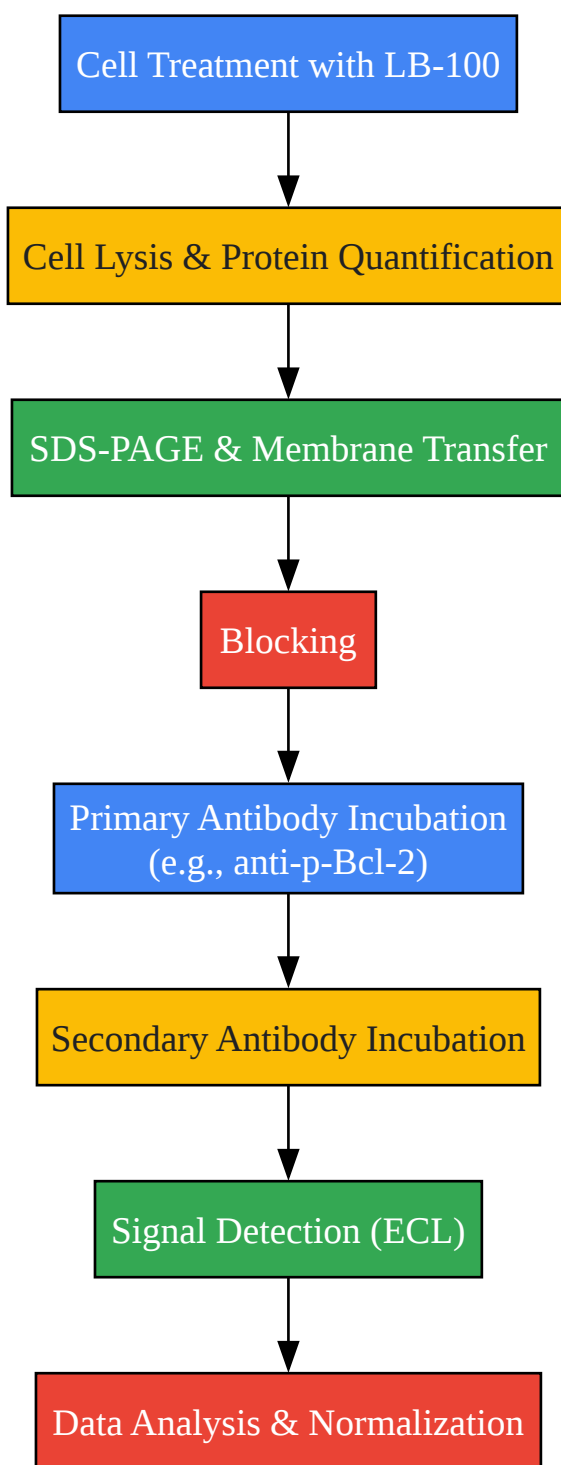 Cell Treatment with LB-100
Cell Lysis & Protein Quantification
SDS-PAGE & Membrane Transfer
Blocking
Primary Antibody Incubation
(e.g., anti-p-Bcl-2)
Secondary Antibody Incubation
Signal Detection (ECL)
Data Analysis & Normalization